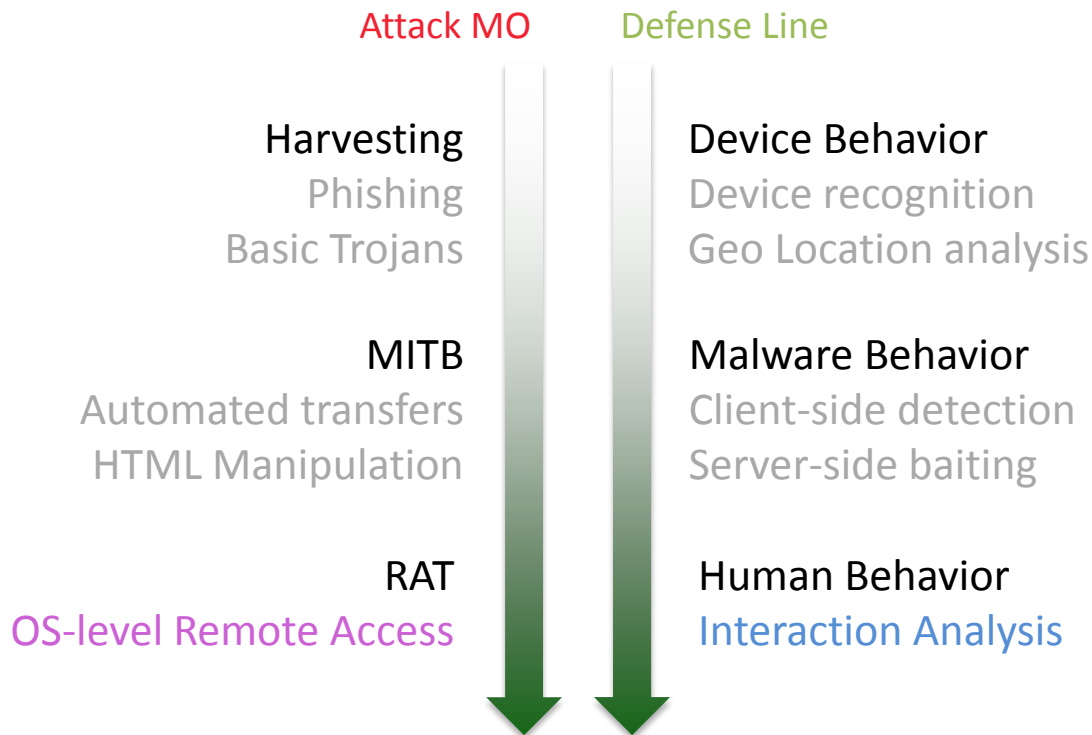 Attack MO
Defense Line
Harvesting
Phishing
Basic Trojans
Device Behavior
Device recognition
Geo Location analysis
MITB
Automated transfers
HTML Manipulation
Malware Behavior
Client-side detection
Server-side baiting
RAT
OS-level Remote Access
Human Behavior
Interaction Analysis